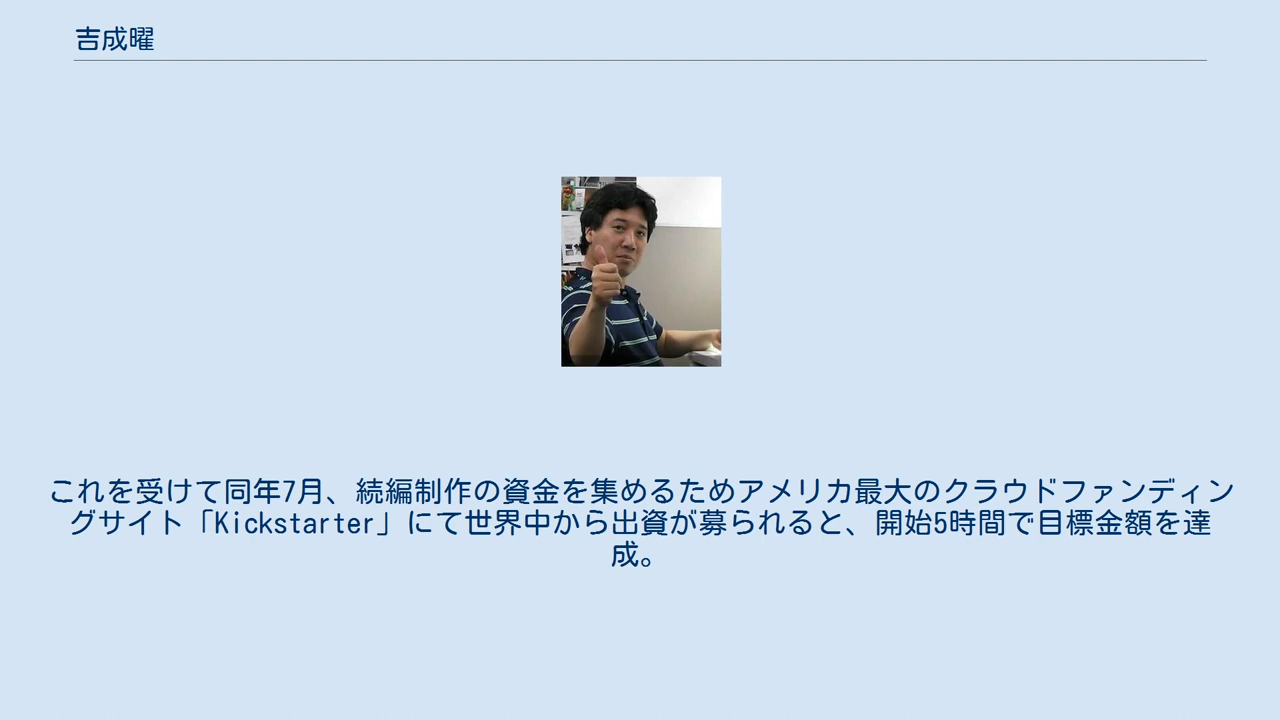 吉成曜
これを受けて同年7月、続編制作の資金を集めるためアメリカ最大のクラウドファンディン
グサイト「Kickstarter」にて世界中から出資が募られると、開始5時間で目標金額を達
成。